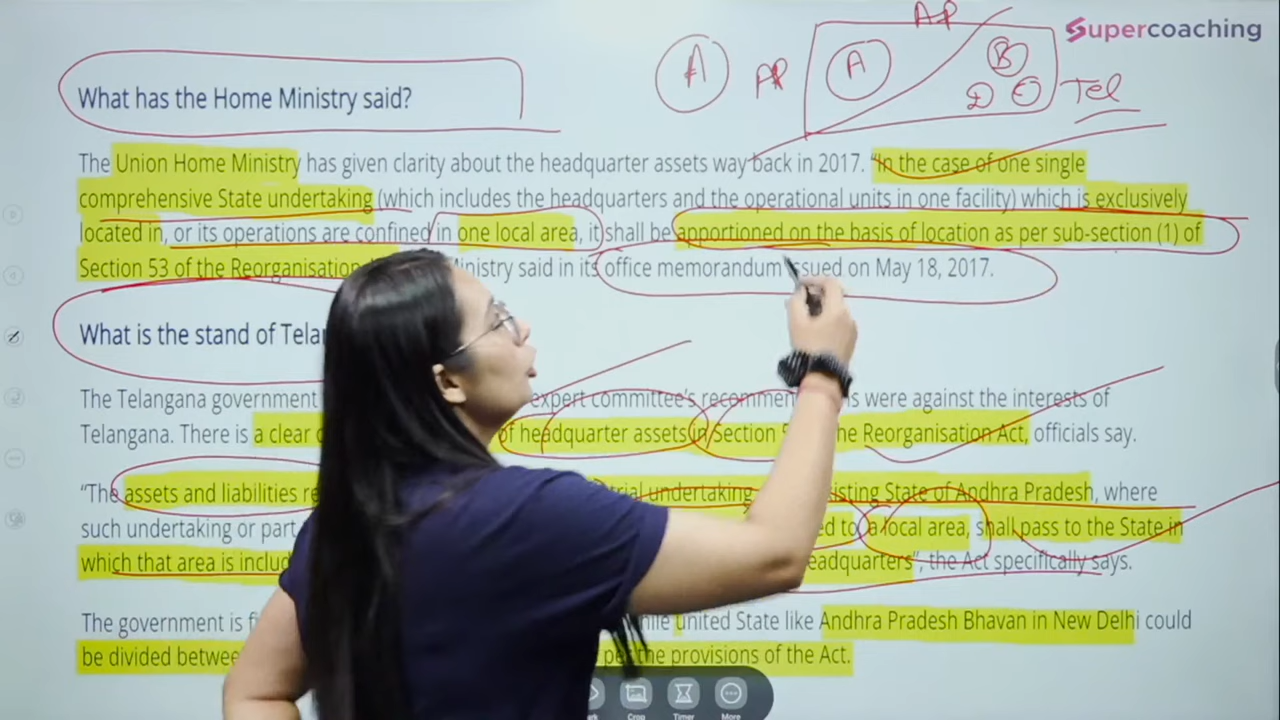 AP
Supercoaching
A
AP
A
B
D
Tel
What has the Home Ministry said?
The Union Home Ministry has given clarity about the headquarter assets way back in 2017. “In the case of one single
comprehensive State undertaking (which includes the headquarters and the operational units in one facility) which is exclusively
located in, or its operations are confined in one local area, it shall be apportioned on the basis of location as per sub-section (1) of
Section 53 of the Reorganisation Ministry said in its office memorandum issued on May 18, 2017.
What is the stand of
The Telangana government expert committee’s were against the interests of
Telangana. There is a clear of headquarter assets in Section the Reorganisation Act, officials say.
“The assets and liabilities undertaking State of Andhra Pradesh, where
such undertaking or part to a local area, shall pass to the State in
which that area is the Act specifically says.
The government is united State like Andhra Pradesh Bhavan in New Delhi could
be divided per the provisions of the Act.
Crop
Timer
More